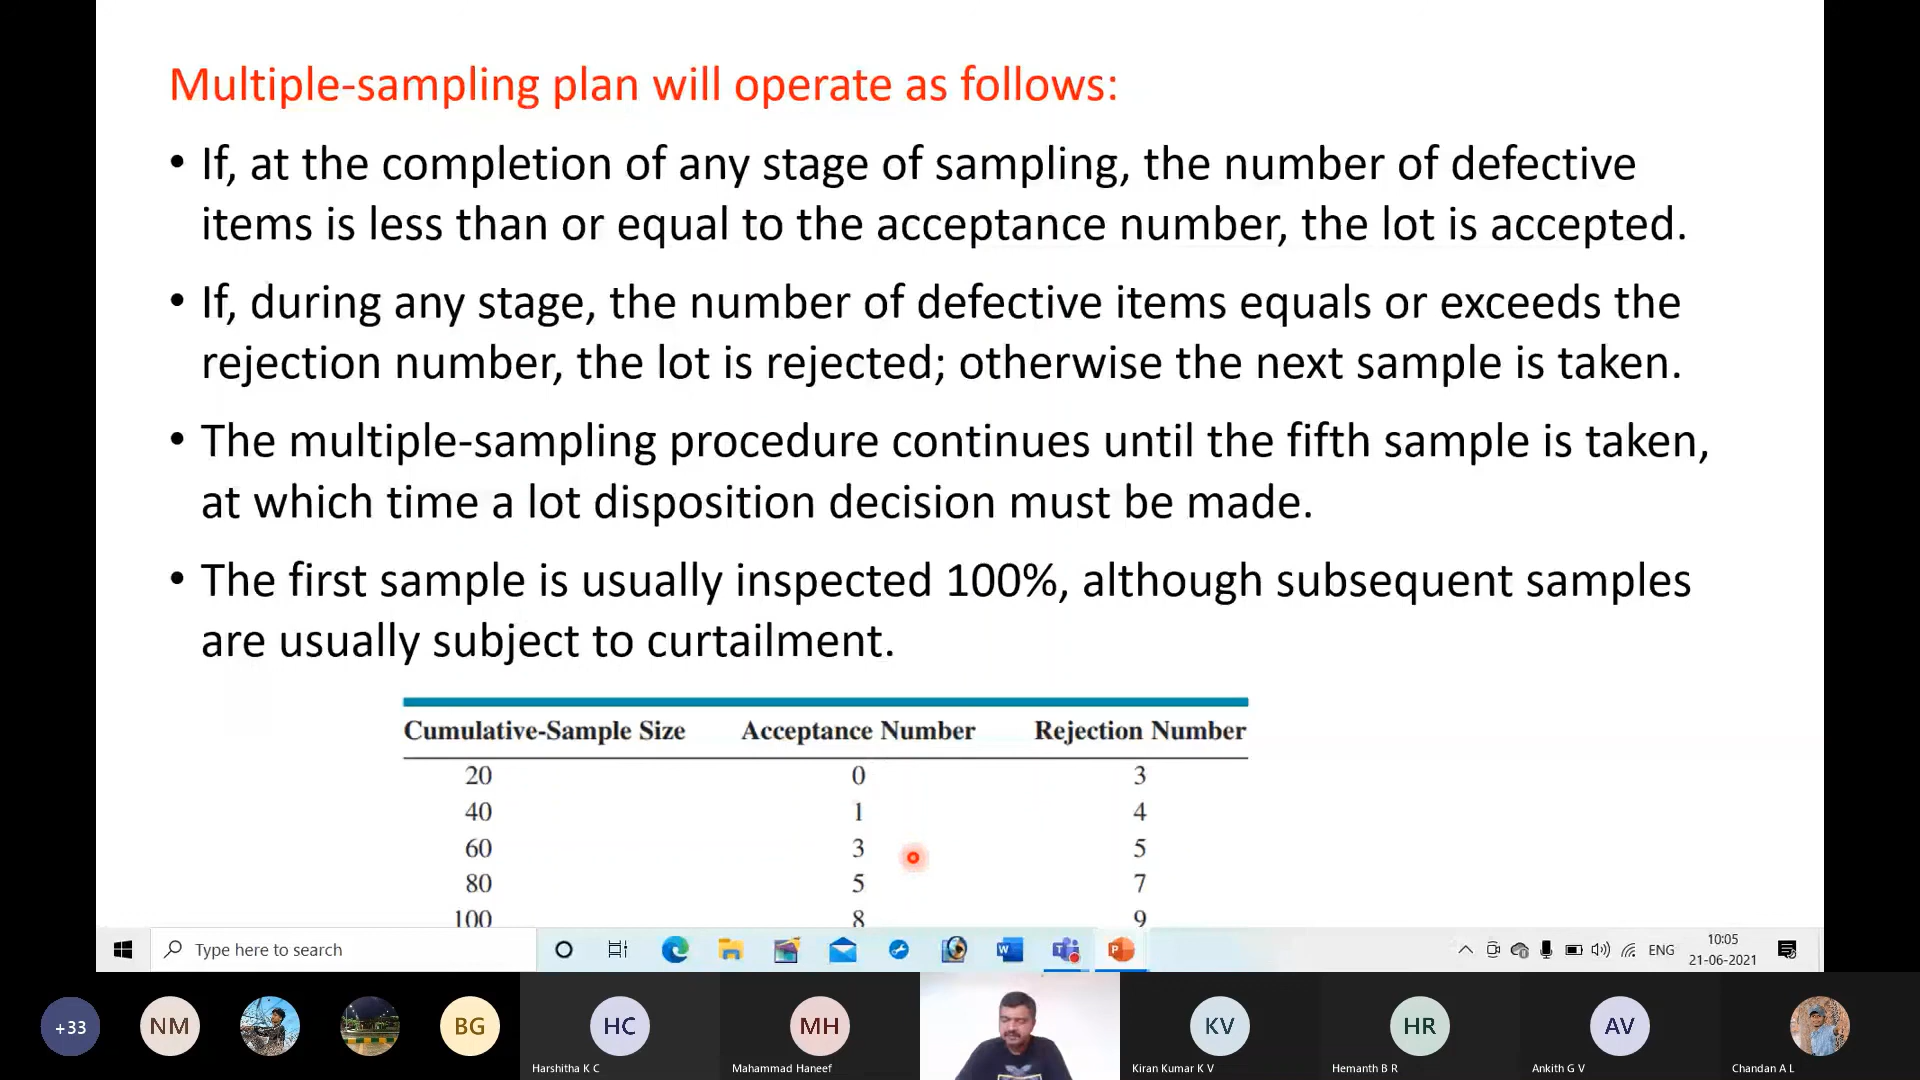 Multiple-sampling plan will operate as follows:
• If, at the completion of any stage of sampling, the number of defective
items is less than or equal to the acceptance number, the lot is accepted.
• If, during any stage, the number of defective items equals or exceeds the
rejection number, the lot is rejected; otherwise the next sample is taken.
• The multiple-sampling procedure continues until the fifth sample is taken,
at which time a lot disposition decision must be made.
• The first sample is usually inspected 100%, although subsequent samples
are usually subject to curtailment.
Cumulative-Sample Size Acceptance Number Rejection Number
20 0 3
40 1 4
60 3 5
80 5 7
100 8 9
Type here to search
ENG
10:05
21-06-2021
+33 NM BG HC MH KV HR AV
Harshitha K C Mahammad Haneef Kiran Kumar K V Hemanth B R Ankith G V Chandan A L